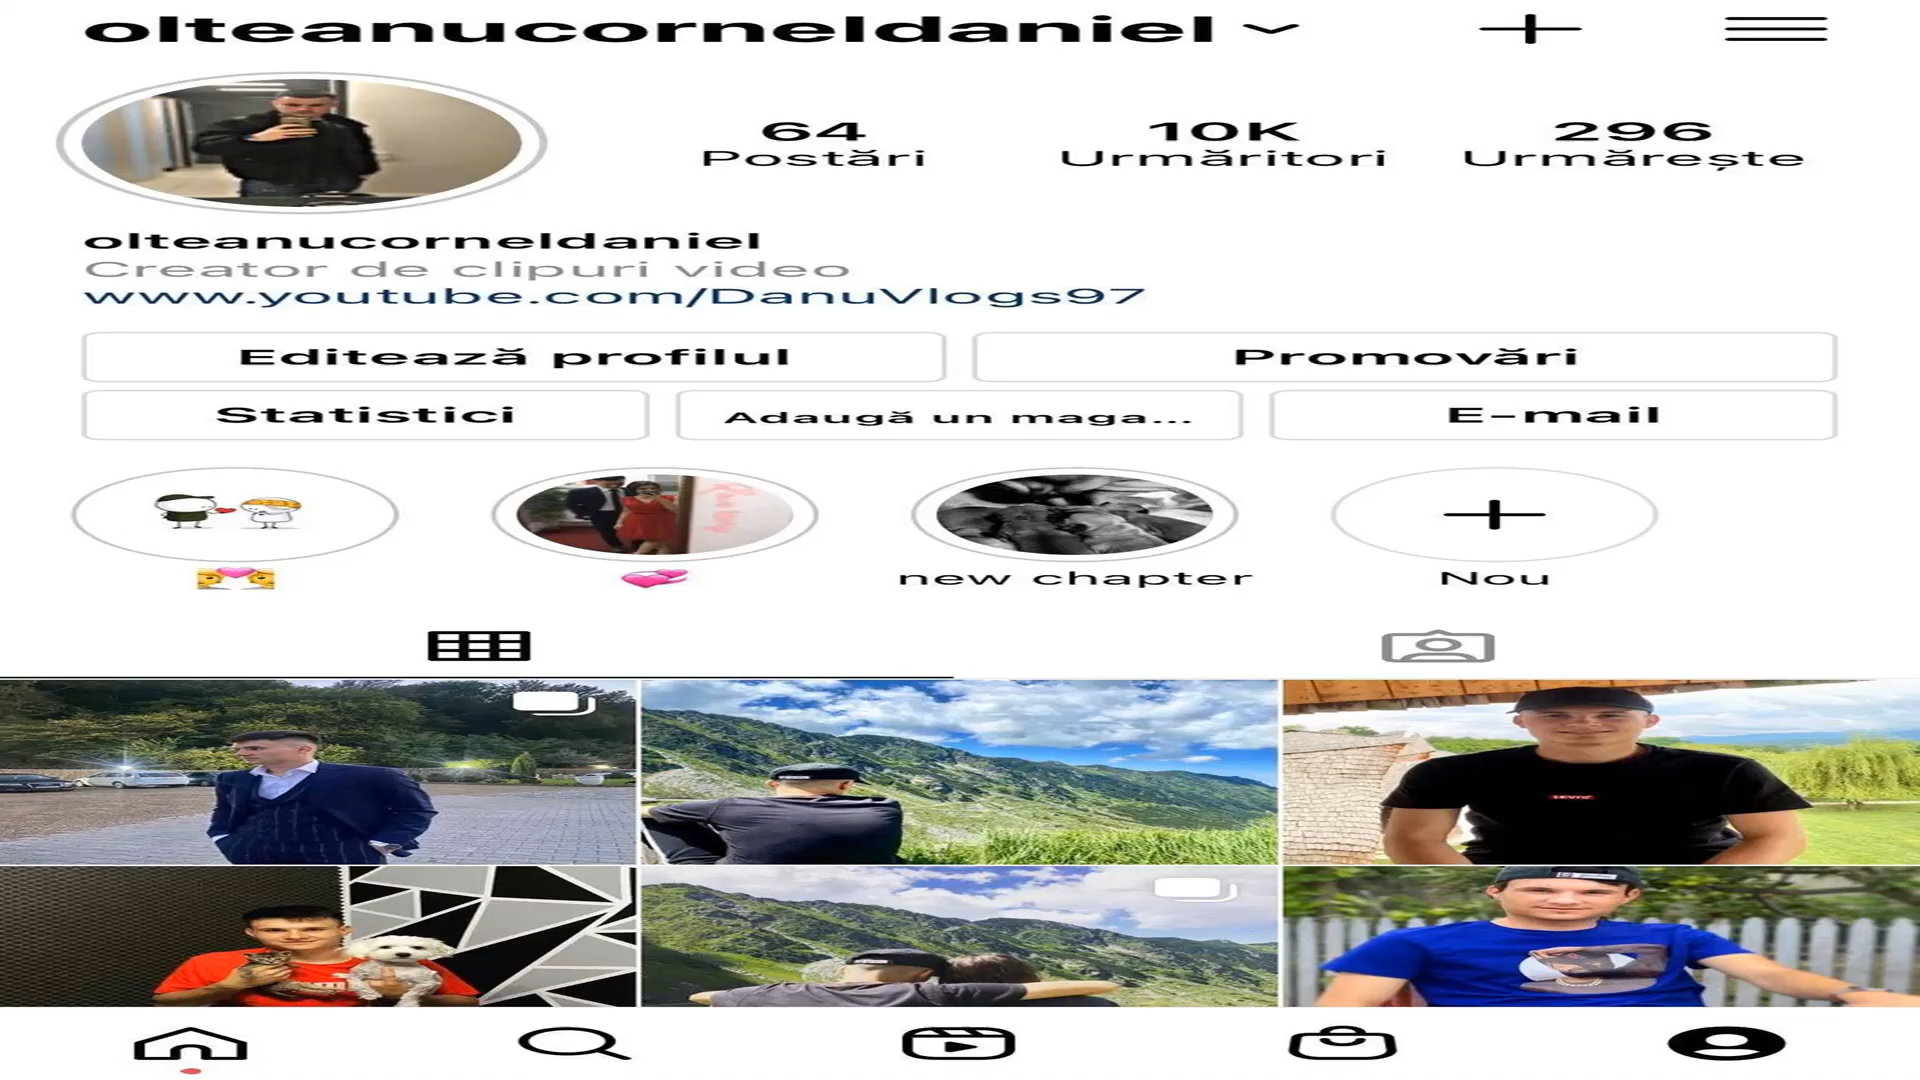 olteanucorneldaniel
64 10K 296
Postări Urmăritori Urmărește
olteanucorneldaniel
Creator de clipuri video
www.youtube.com/DanuVlogs97
Editează profilul Promovări
Statistici Adaugă un maga... E-mail
new chapter Nou